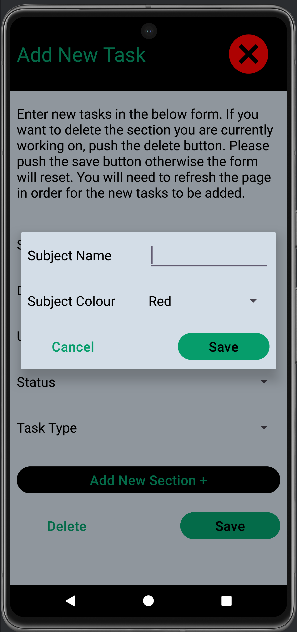 Add New Task
Enter new tasks in the below form. If you
want to delete the section you are currently
working on, push the delete button. Please
push the save button otherwise the form
will reset. You will need to refresh the page
in order for the new tasks to be added.
Subject Name
Subject Colour Red
Cancel Save
Status
Task Type
Add New Section +
Delete Save